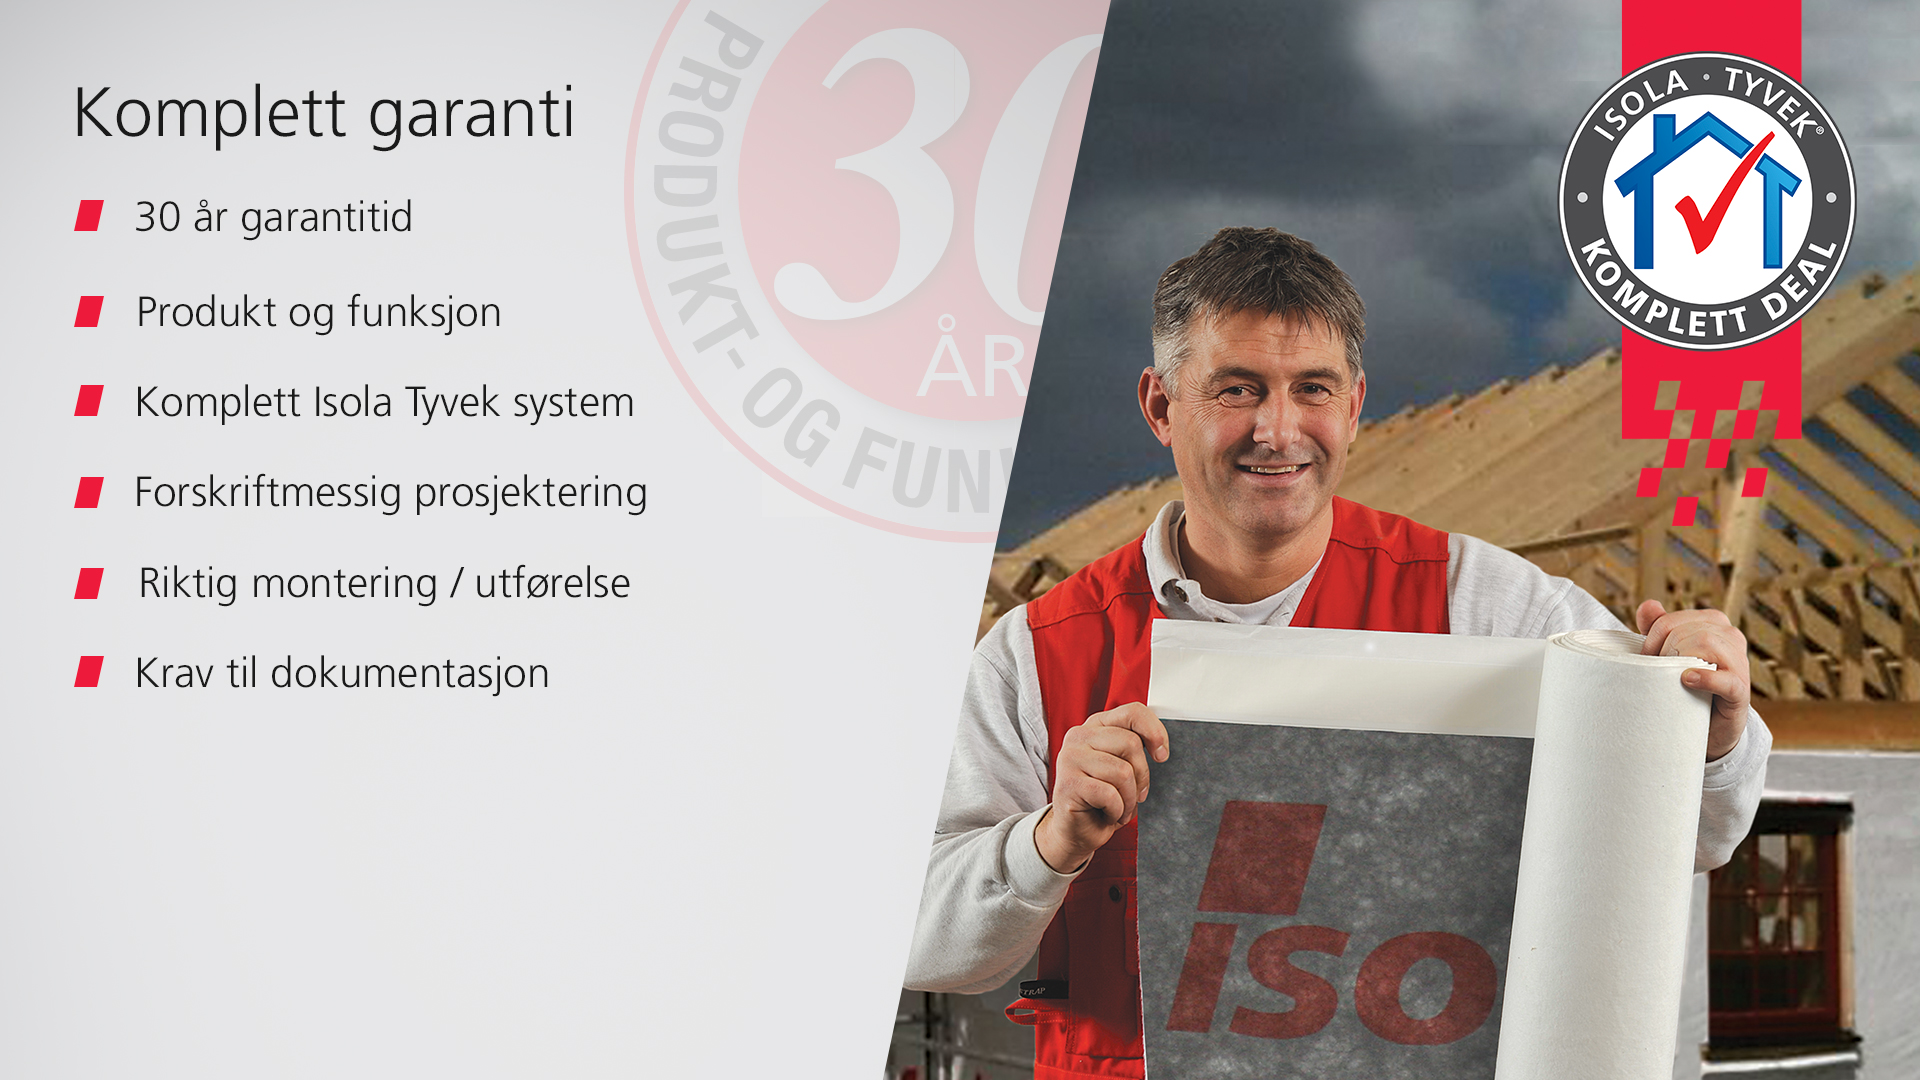 Komplett garanti
30 år garantitid
Produkt og funksjon
Komplett Isola Tyvek system
Forskriftmessig prosjektering
Riktig montering / utførelse
Krav til dokumentasjon
30
ÅR
PRODUKT- OG FUN
ISOLA · TYVEK®
KOMPLETT DEAL
ISO